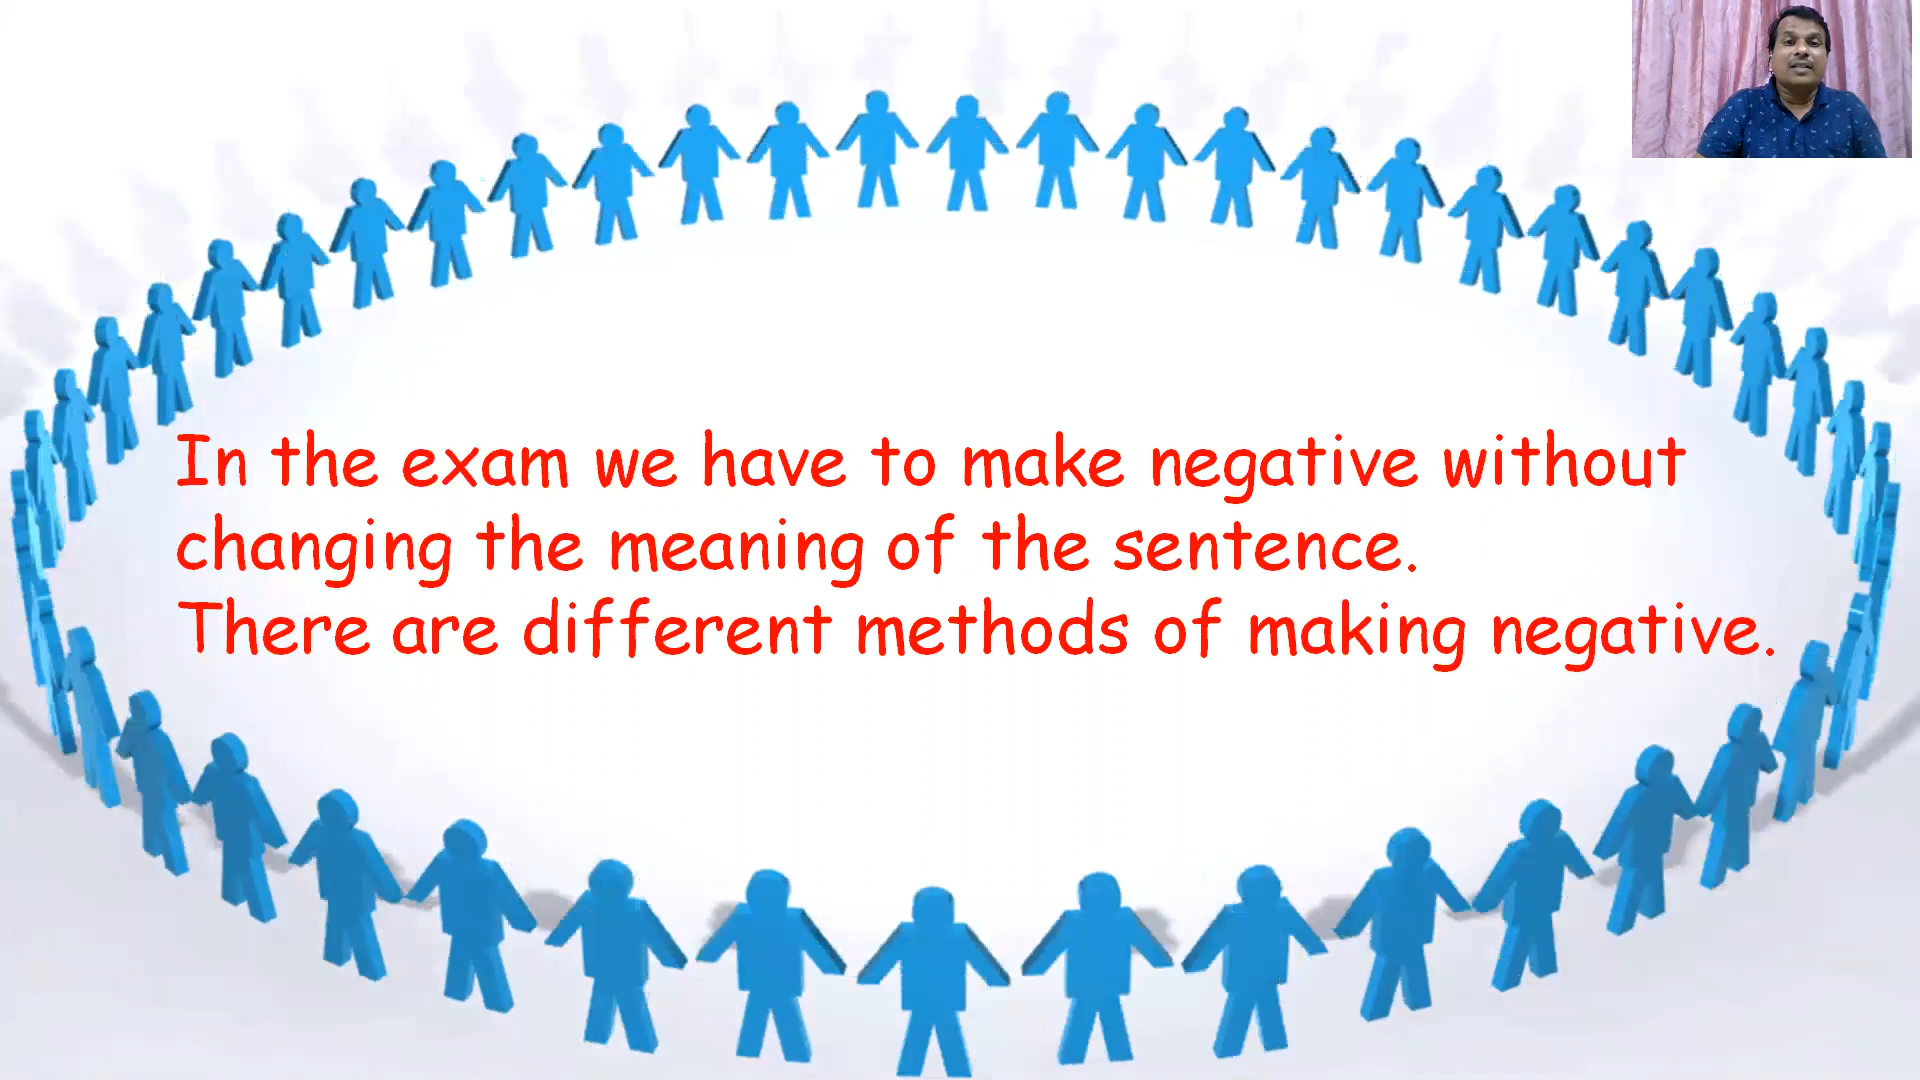 In the exam we have to make negative without
changing the meaning of the sentence.
There are different methods of making negative.